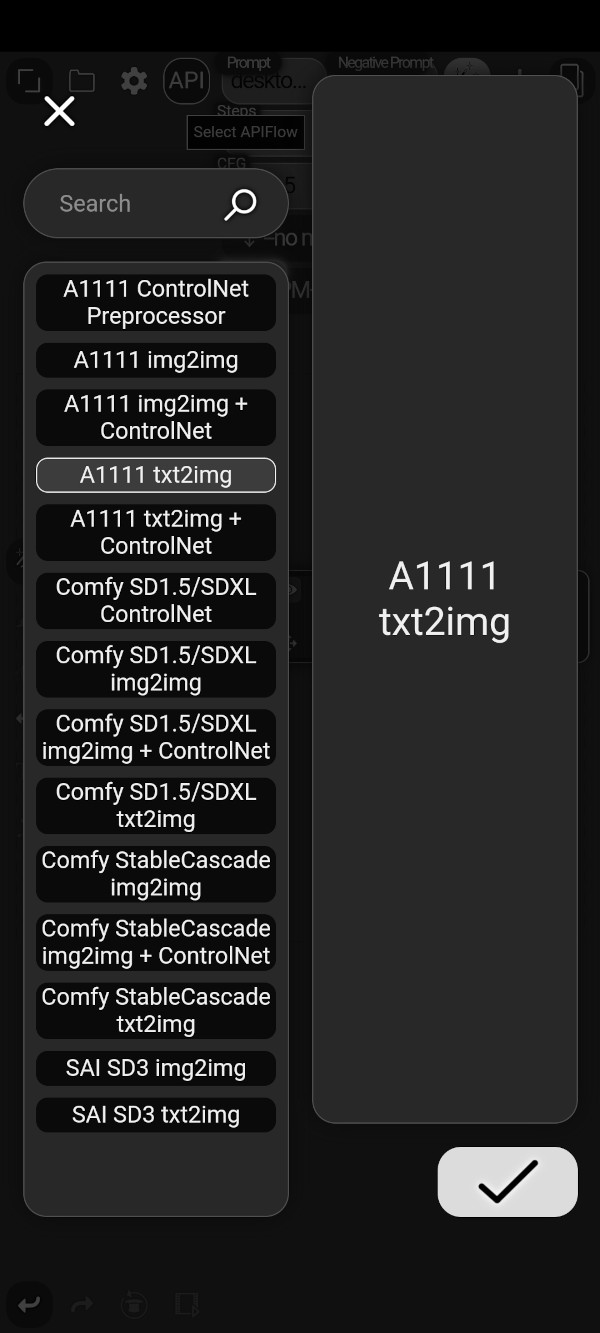 Prompt
Negative Prompt
API
deskto...
Steps
Select APIFlow
CFG
5
Search
–no n
PM-
A1111 ControlNet
Preprocessor
A1111 img2img
A1111 img2img +
ControlNet
A1111 txt2img
A1111 txt2img +
ControlNet
Comfy SD1.5/SDXL
ControlNet
Comfy SD1.5/SDXL
img2img
Comfy SD1.5/SDXL
img2img + ControlNet
Comfy SD1.5/SDXL
txt2img
Comfy StableCascade
img2img
Comfy StableCascade
img2img + ControlNet
Comfy StableCascade
txt2img
SAI SD3 img2img
SAI SD3 txt2img
A1111
txt2img